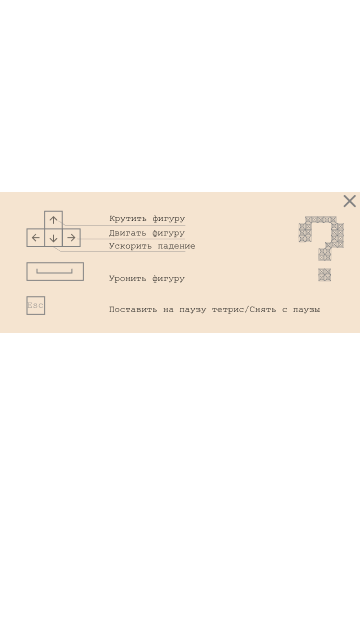 Крутить фигуру
Двигать фигуру
Ускорить падение
Уронить фигуру
Esc
Поставить на паузу тетрис/Снять с паузы
?